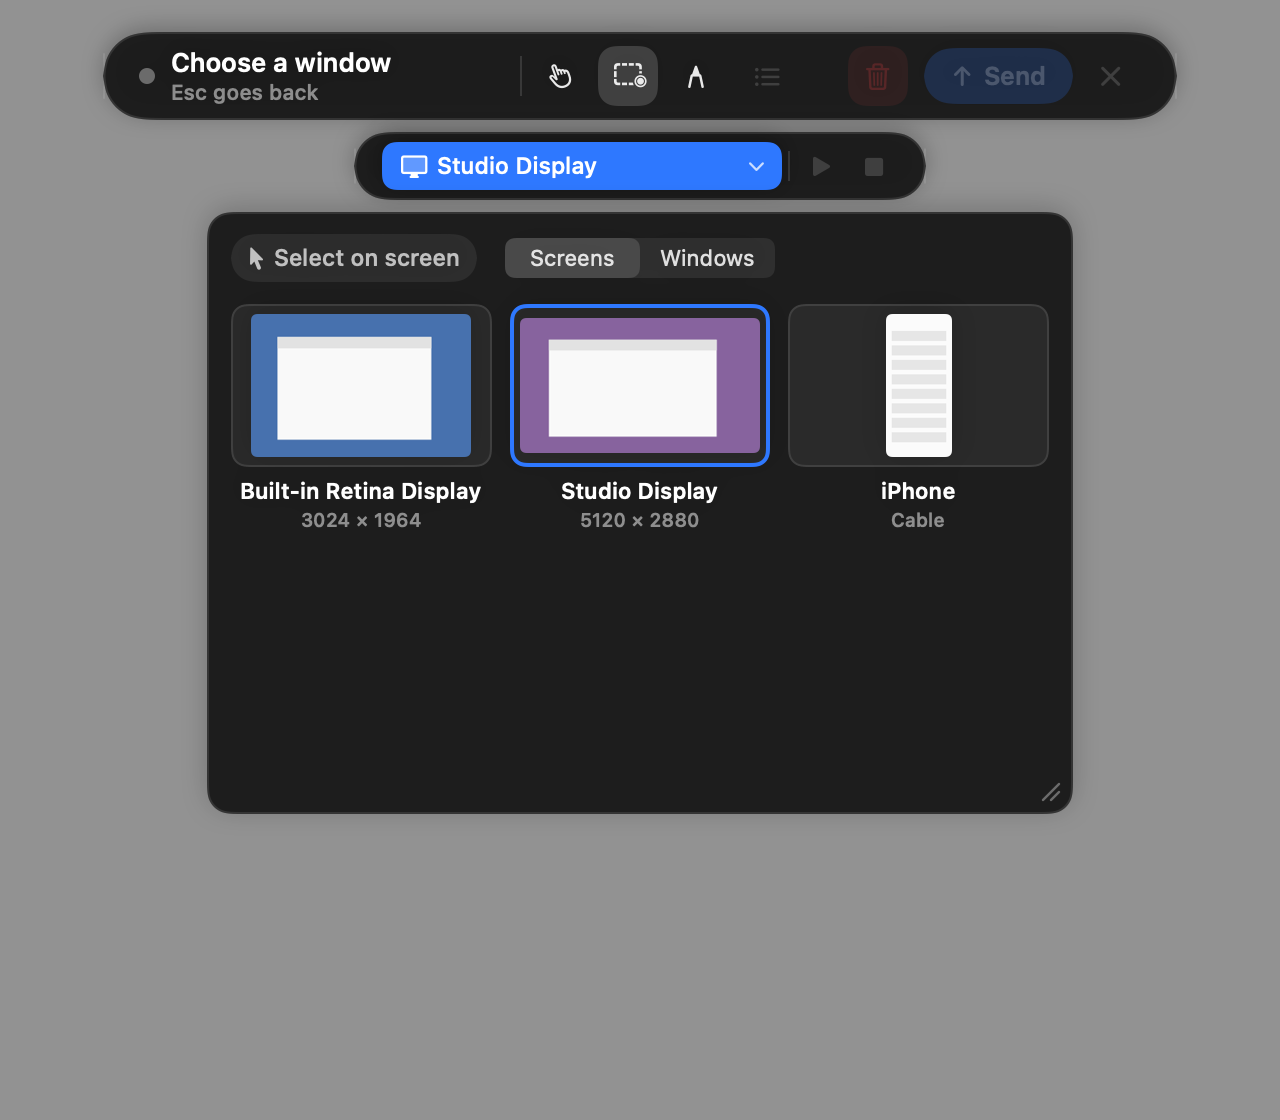 Choose a window
Esc goes back
Send
Studio Display
Select on screen
Screens
Windows
Built-in Retina Display
3024 × 1964
Studio Display
5120 × 2880
iPhone
Cable